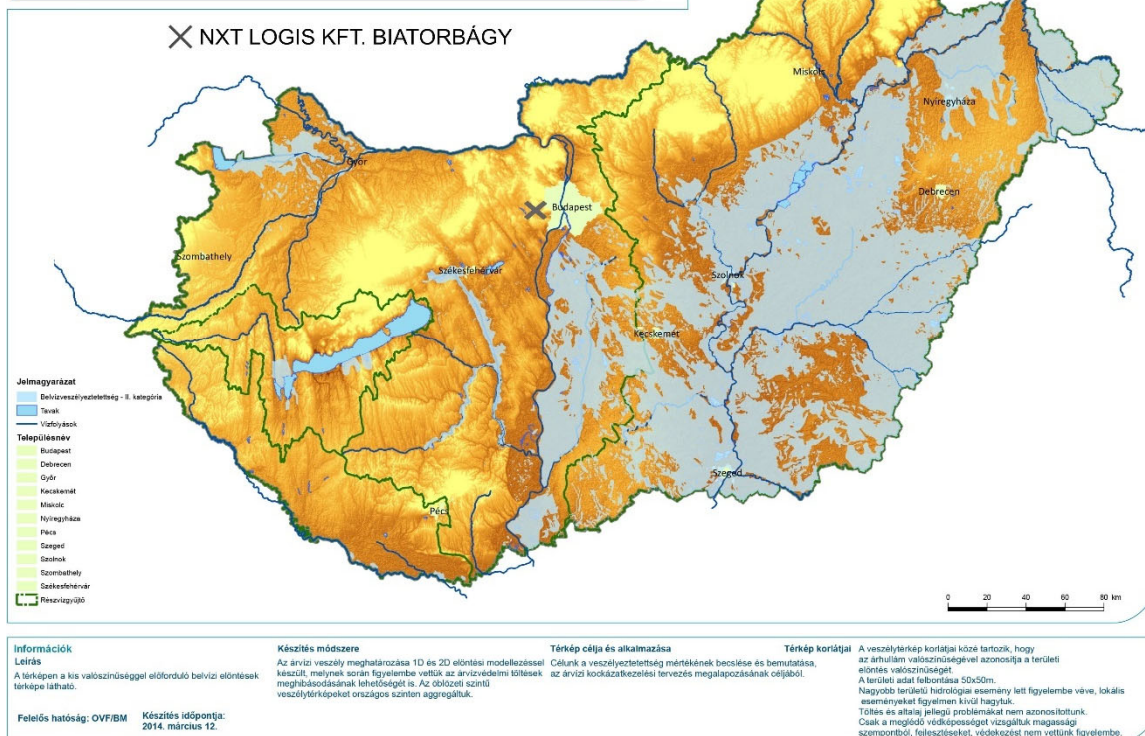 NXT LOGIS KFT. BIATORBÁGY
Miskolc
Nyíregyháza
Győr
Debrecen
Budapest
Szombathely
Székesfehérvár
Szolnok
Kecskemét
Szeged
Pécs
Jelmagyarázat
Belvízveszélyeztetettség - II. kategória
Tavak
Vízfolyások
Településnév
Budapest
Debrecen
Győr
Kecskemét
Miskolc
Nyíregyháza
Pécs
Szeged
Szolnok
Szombathely
Székesfehérvár
Részvízgyűjtő
0 20 40 60 80 km
Információk
Leírás
A térképen a kis valószínűséggel előforduló belvízi elöntések
térképe látható.
Felelős hatóság: OVF/BM
Készítés időpontja:
2014. március 12.
Készítés módszere
Az árvízi veszély meghatározása 1D és 2D elöntési modellezéssel
készült, melynek során figyelembe vettük az árvízvédelmi töltések
meghibásodásának lehetőségét is. Az öblözeti szintű
veszélytérképeket országos szinten aggregáltuk.
Térkép célja és alkalmazása
Célunk a veszélyeztetettség mértékének becslése és bemutatása,
az árvízi kockázatkezelési tervezés megalapozásának céljából.
Térkép korlátjai
A veszélytérkép korlátjai közé tartozik, hogy
az árhullám valószínűségével azonosítja a területi
elöntés valószínűségét.
A területi adat felbontása 50x50m.
Nagyobb területű hidrológiai esemény lett figyelembe véve, lokális
eseményeket figyelmen kívül hagytuk.
Töltés és altalaj jellegű problémákat nem azonosítottunk.
Csak a meglédő védképességet vizsgáltuk magassági
szempontból, fejlesztéseket, védekezést nem vettünk figyelembe.